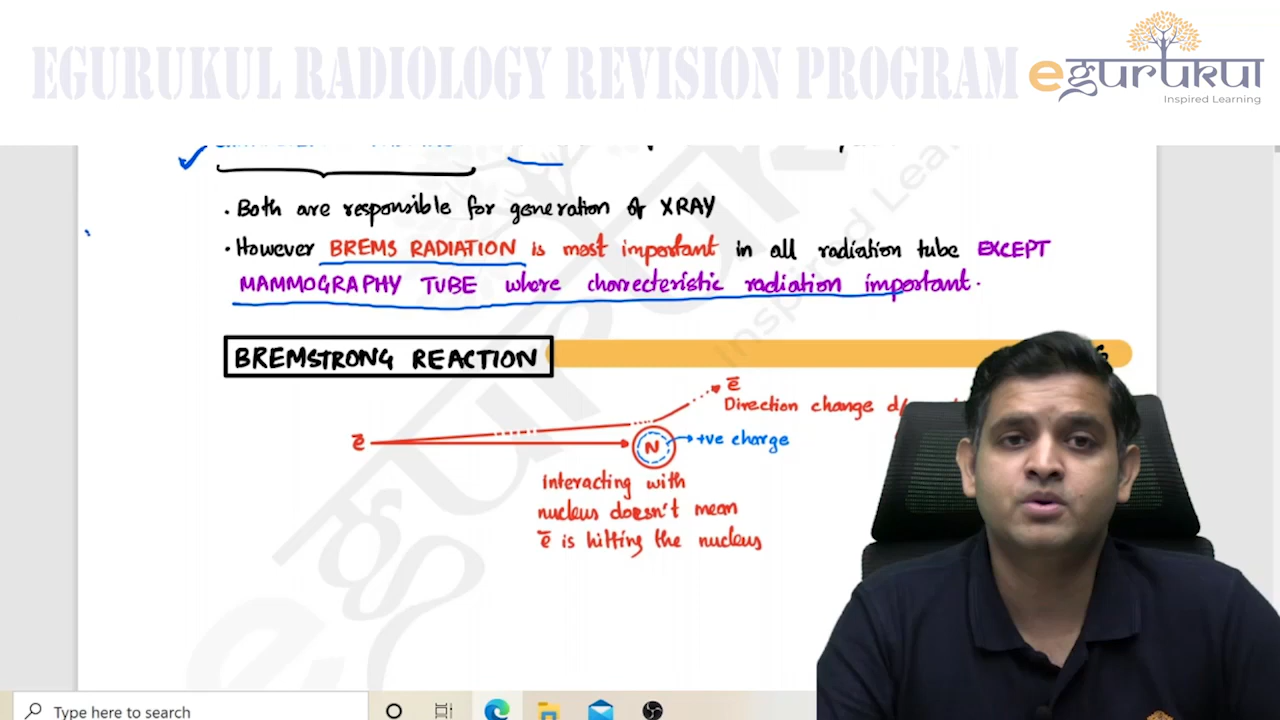 EGURUKUL RADIOLOGY REVISION PROGRAM
eगurukul
Inspired Learning
• Both are responsible for generation of XRAY
• However BREMS RADIATION is most important in all radiation tube EXCEPT
MAMMOGRAPHY TUBE where charecteristic radiation important.
BREMSTRONG REACTION
ē
Direction change
ē
N
+ve charge
Interacting with
nucleus doesn't mean
ē is hitting the nucleus
Type here to search